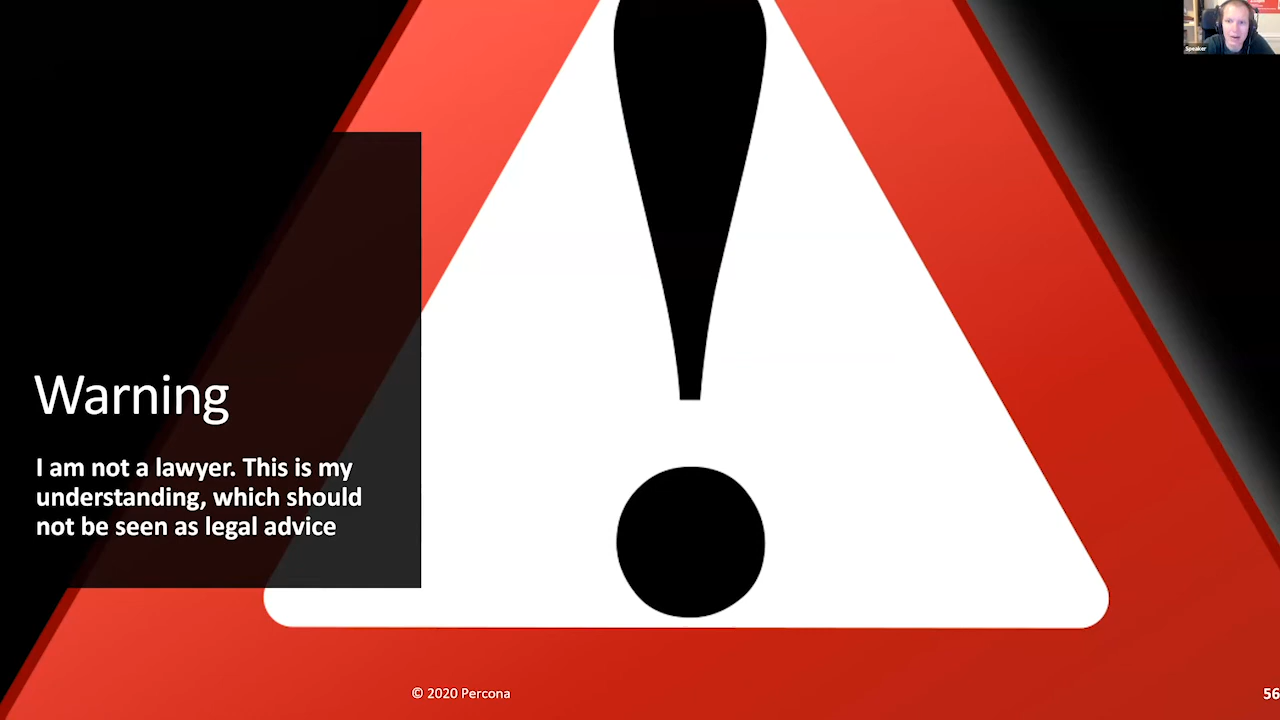 Speaker
Warning
I am not a lawyer. This is my
understanding, which should
not be seen as legal advice
© 2020 Percona
56